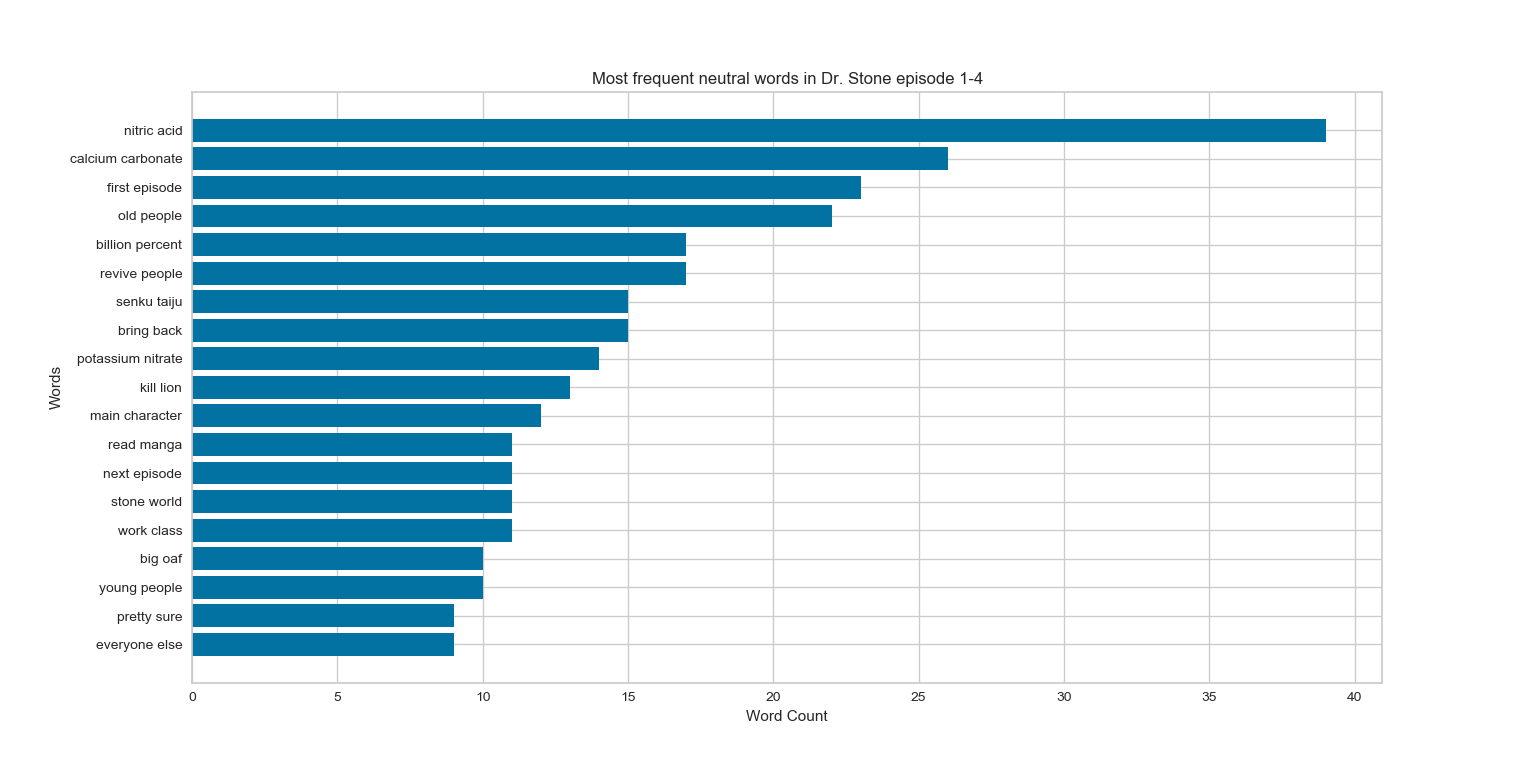 Most frequent neutral words in Dr. Stone episode 1-4
nitric acid
calcium carbonate
first episode
old people
billion percent
revive people
senku taiju
bring back
potassium nitrate
kill lion
main character
read manga
next episode
stone world
work class
big oaf
young people
pretty sure
everyone else
Words
0 5 10 15 20 25 30 35 40
Word Count